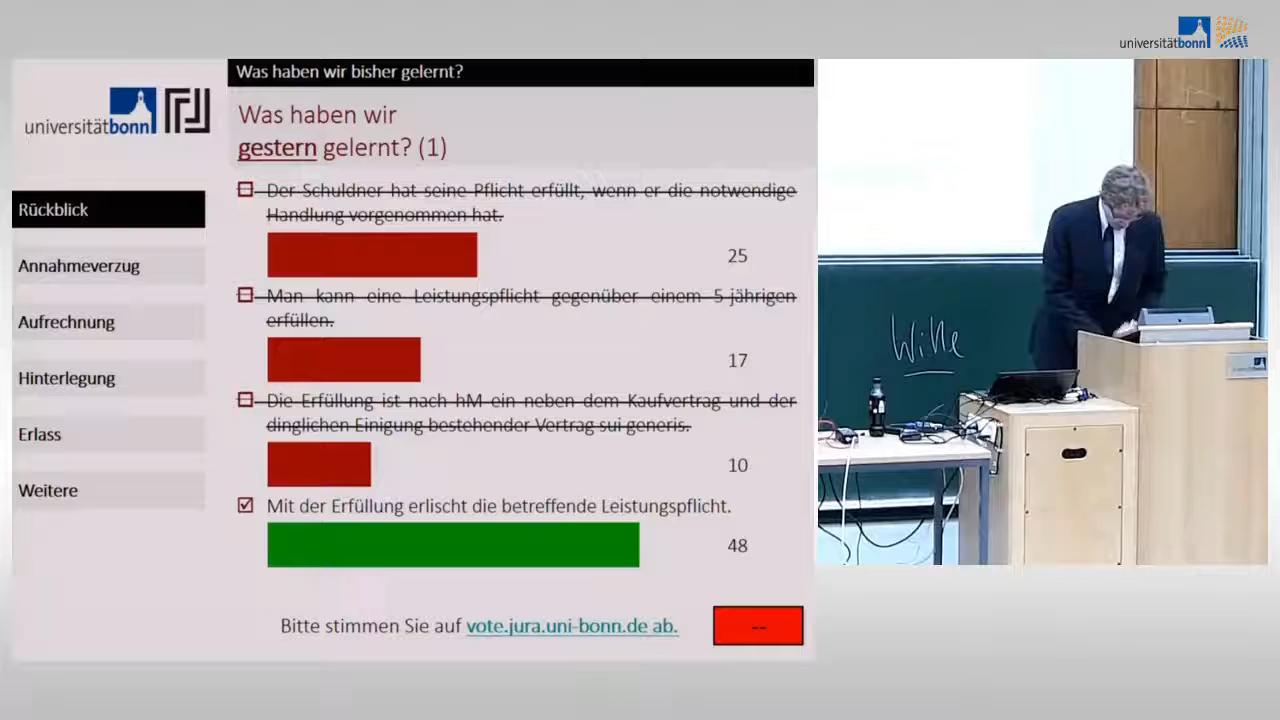 universitätbonn
Was haben wir bisher gelernt?
universitätbonn
Was haben wir
gestern gelernt? (1)
Der Schuldner hat seine Pflicht erfüllt, wenn er die notwendige
Handlung vorgenommen hat.
25
Man kann eine Leistungspflicht gegenüber einem 5-jährigen
erfüllen.
17
Die Erfüllung ist nach hM ein neben dem Kaufvertrag und der
dinglichen Einigung bestehender Vertrag sui generis.
10
Mit der Erfüllung erlischt die betreffende Leistungspflicht.
48
Bitte stimmen Sie auf vote.jura.uni-bonn.de ab.
--
Rückblick
Annahmeverzug
Aufrechnung
Hinterlegung
Erlass
Weitere
Wille